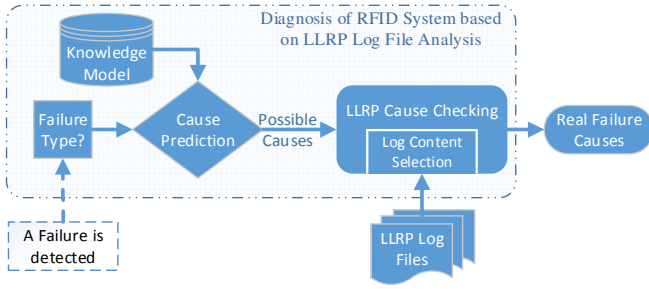 Diagnosis of RFID System based
on LLRP Log File Analysis
Knowledge
Model
Failure
Type?
Cause
Prediction
Possible
Causes
LLRP Cause Checking
Log Content
Selection
Real Failure
Causes
A Failure is
detected
LLRP Log
Files